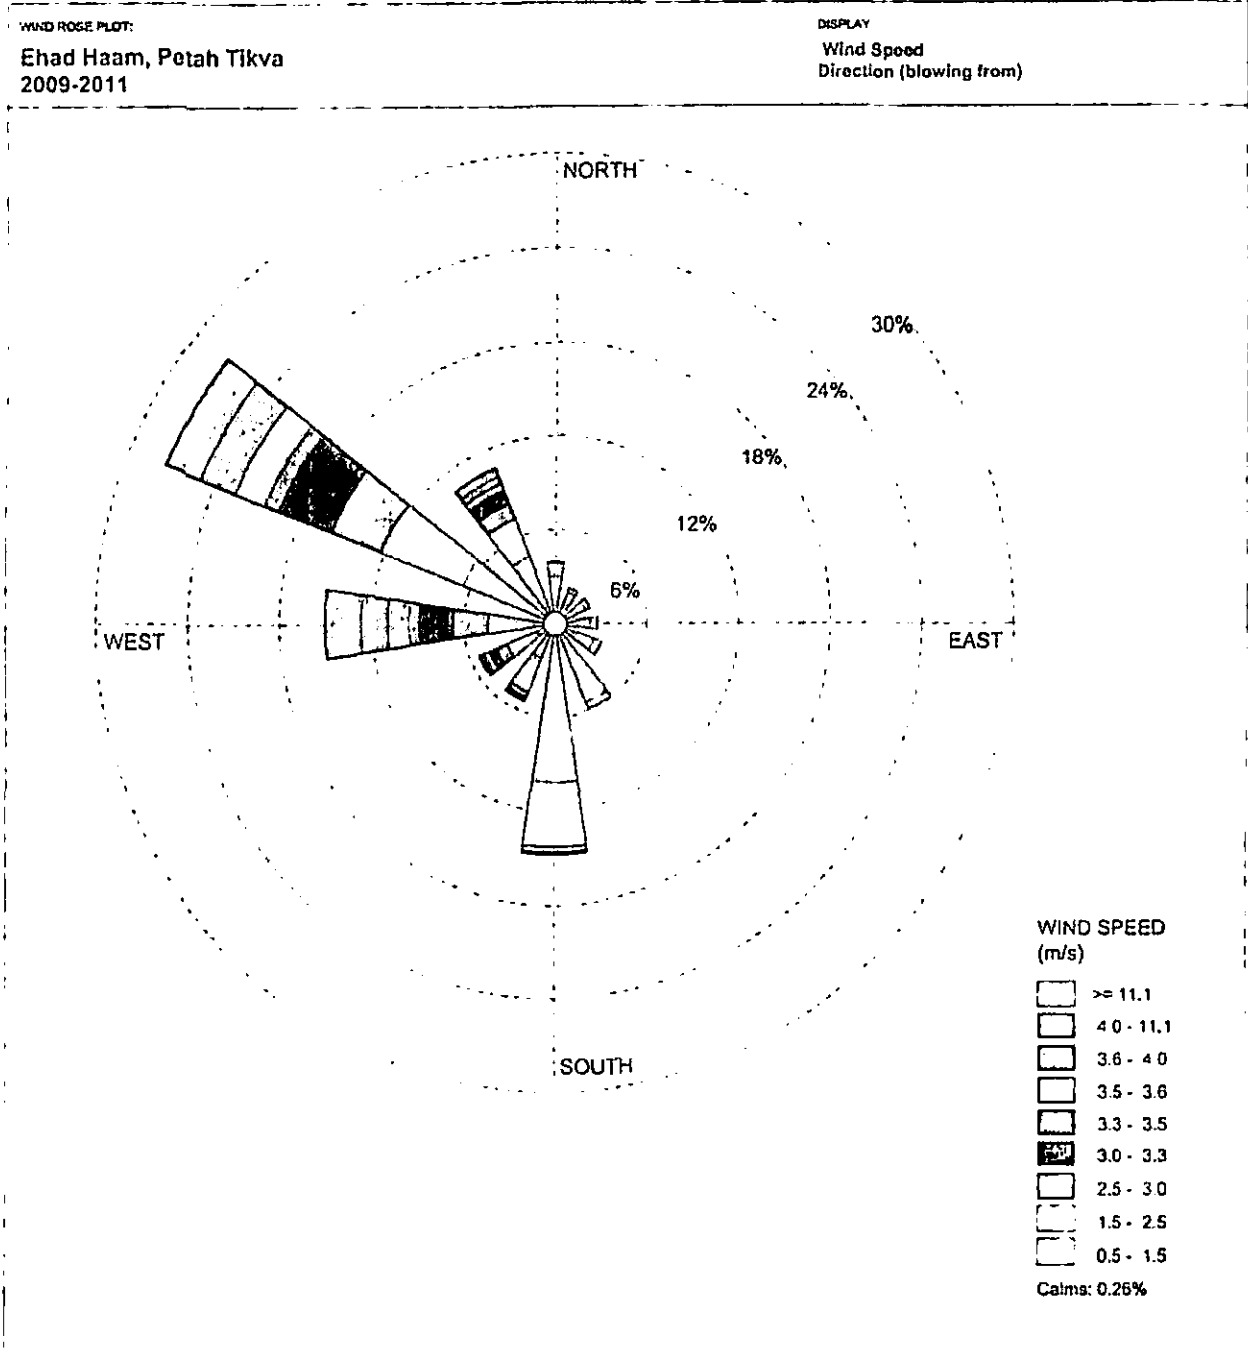 WIND ROSE PLOT:
Ehad Haam, Petah Tikva
2009-2011
DISPLAY
Wind Speed
Direction (blowing from)
NORTH
30%
24%
18%
12%
6%
WEST
EAST
SOUTH
WIND SPEED
(m/s)
>= 11.1
4.0 - 11.1
3.6 - 4.0
3.5 - 3.6
3.3 - 3.5
3.0 - 3.3
2.5 - 3.0
1.5 - 2.5
0.5 - 1.5
Calms: 0.26%